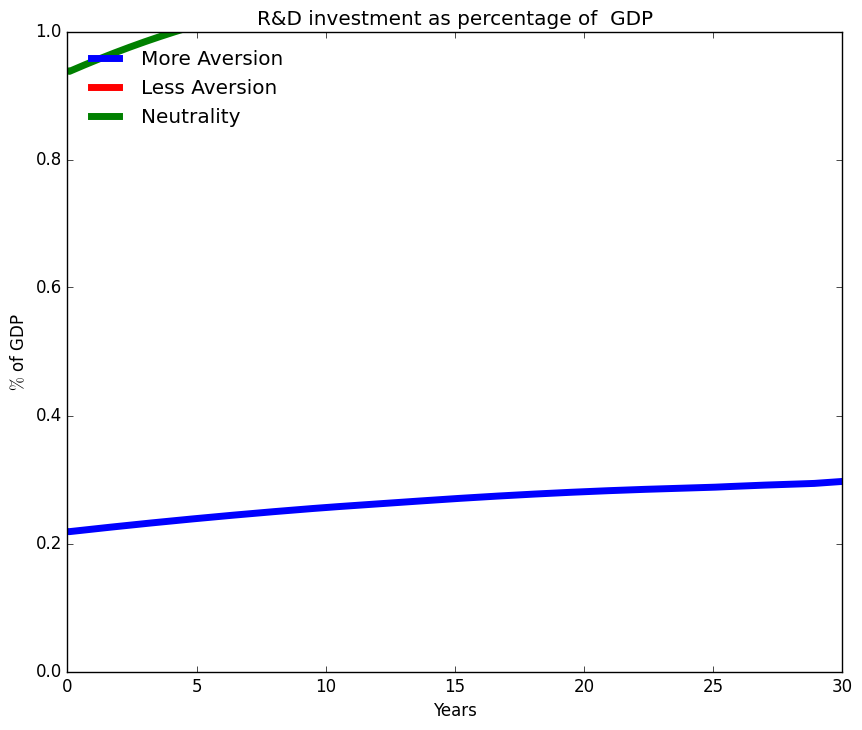 R&D investment as percentage of  GDP
1.0
More Aversion
Less Aversion
Neutrality
0.8
0.6
% of GDP
0.4
0.2
0.0
0 5 10 15 20 25 30
Years